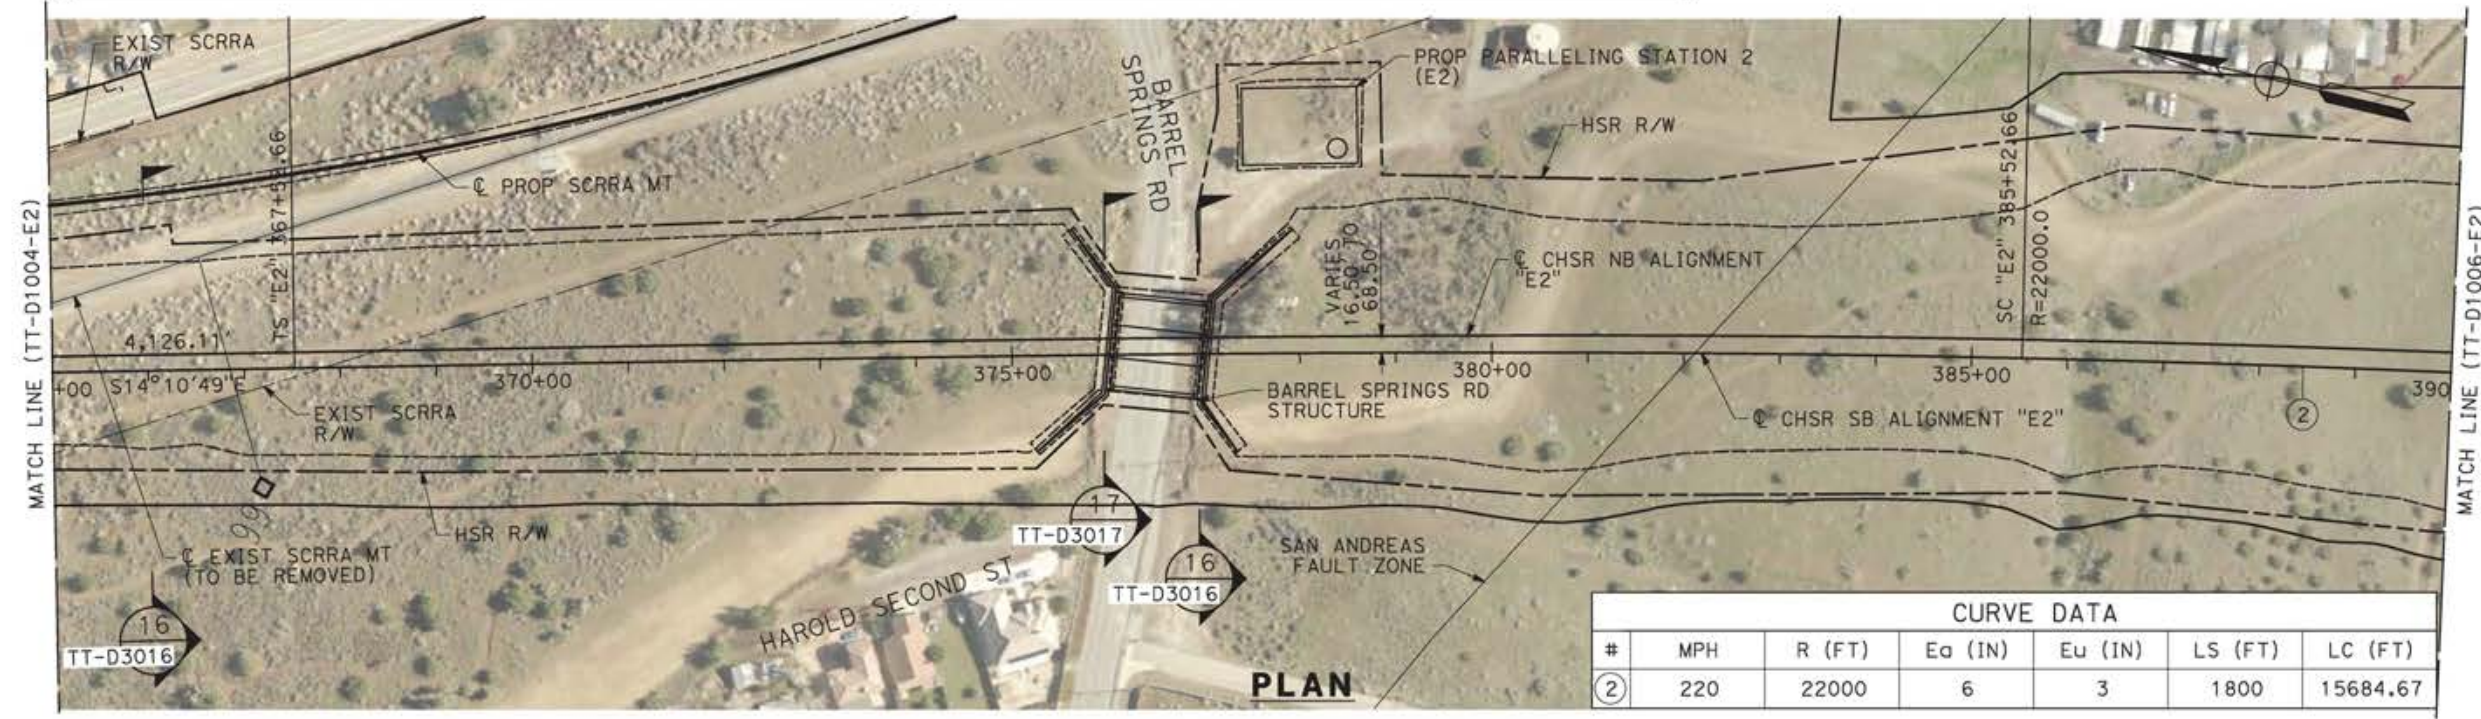 EXIST SCRRA
R/W
℄ PROP SCRRA MT
BARREL
SPRINGS RD
PROP PARALLELING STATION 2
(E2)
HSR R/W
MATCH LINE (TT-D1004-E2)
4,126.11'
+00 S14°10'49"E
EXIST SCRRA
R/W
370+00
375+00
VARIES
16.50' TO
68.50'
℄ CHSR NB ALIGNMENT
"E2"
SC "E2" 385+52.66
R=22000.0
380+00
385+00
390
BARREL SPRINGS RD
STRUCTURE
℄ CHSR SB ALIGNMENT "E2"
2
MATCH LINE (TT-D1006-E2)
HSR R/W
℄ EXIST SCRRA MT
(TO BE REMOVED)
16
TT-D3016
17
TT-D3017
16
TT-D3016
HAROLD SECOND ST
SAN ANDREAS
FAULT ZONE
PLAN
CURVE DATA
# MPH R (FT) Ea (IN) Eu (IN) LS (FT) LC (FT)
2 220 22000 6 3 1800 15684.67